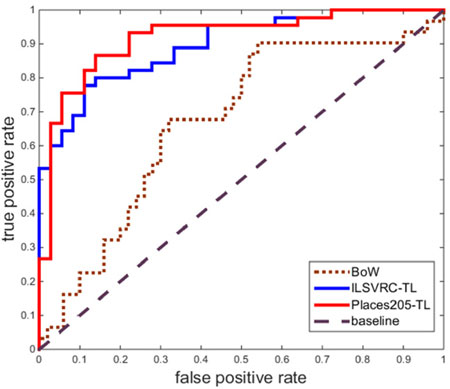 1
0.9
0.8
0.7
0.6
0.5
0.4
0.3
0.2
0.1
0
true positive rate
BoW
ILSVRC-TL
Places205-TL
baseline
0 0.1 0.2 0.3 0.4 0.5 0.6 0.7 0.8 0.9 1
false positive rate